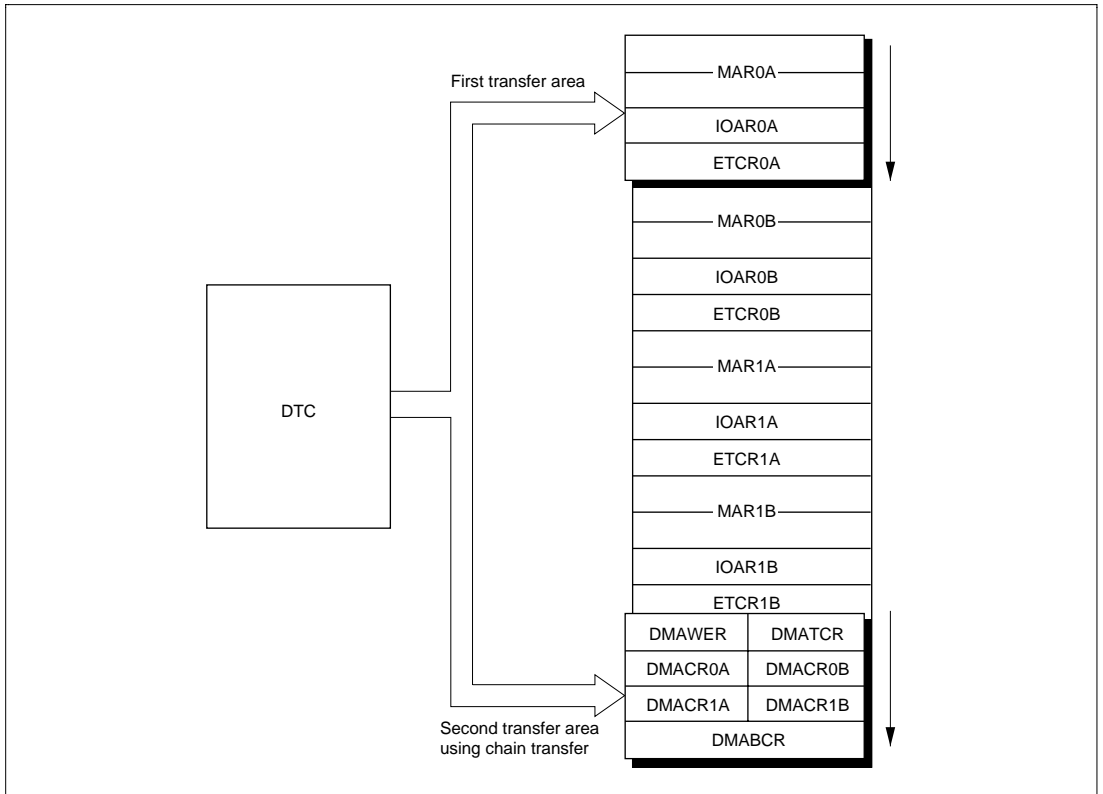 First transfer area
MAR0A
IOAR0A
ETCR0A
MAR0B
IOAR0B
ETCR0B
MAR1A
IOAR1A
ETCR1A
MAR1B
IOAR1B
ETCR1B
DTC
DMAWER DMATCR
DMACR0A DMACR0B
DMACR1A DMACR1B
DMABCR
Second transfer area
using chain transfer